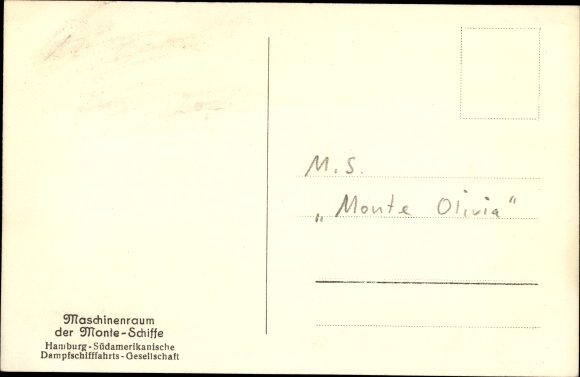 M.S.
„Monte Olivia“
Maschinenraum
der Monte-Schiffe
Hamburg-Südamerikanische
Dampfschifffahrts-Gesellschaft